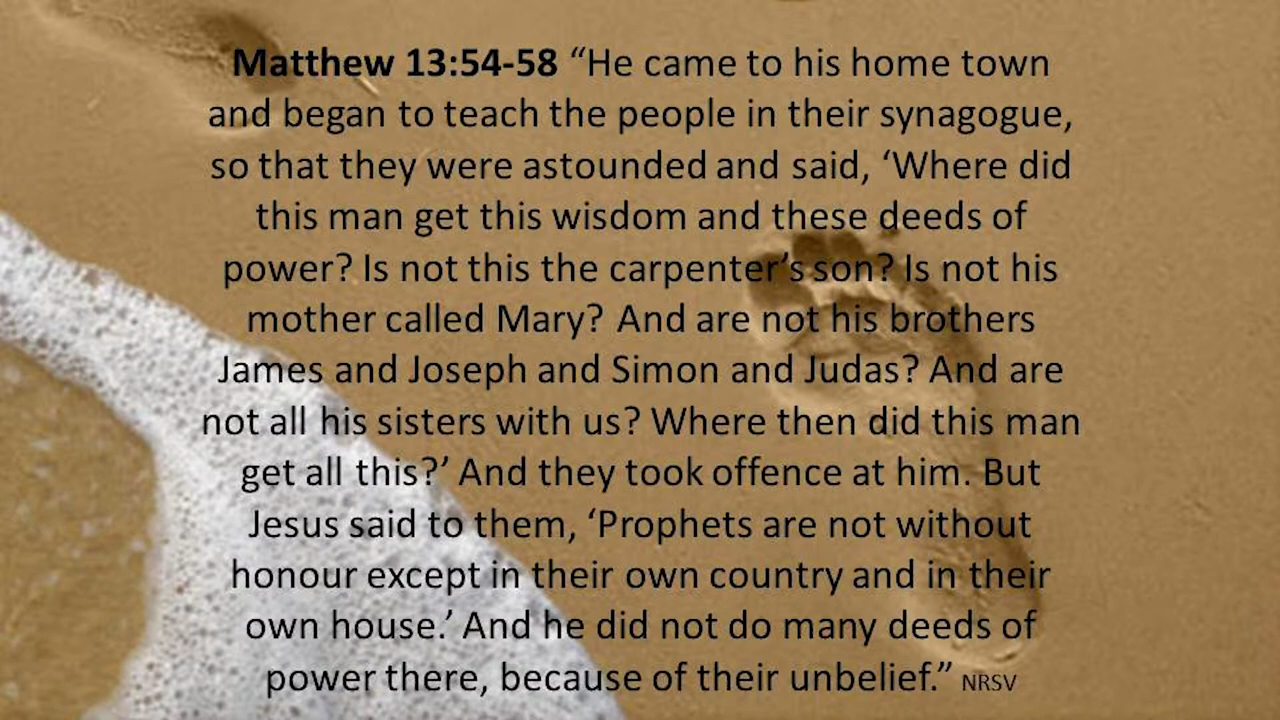 Matthew 13:54-58 “He came to his home town
and began to teach the people in their synagogue,
so that they were astounded and said, ‘Where did
this man get this wisdom and these deeds of
power? Is not this the carpenter’s son? Is not his
mother called Mary? And are not his brothers
James and Joseph and Simon and Judas? And are
not all his sisters with us? Where then did this man
get all this?’ And they took offence at him. But
Jesus said to them, ‘Prophets are not without
honour except in their own country and in their
own house.’ And he did not do many deeds of
power there, because of their unbelief.” NRSV